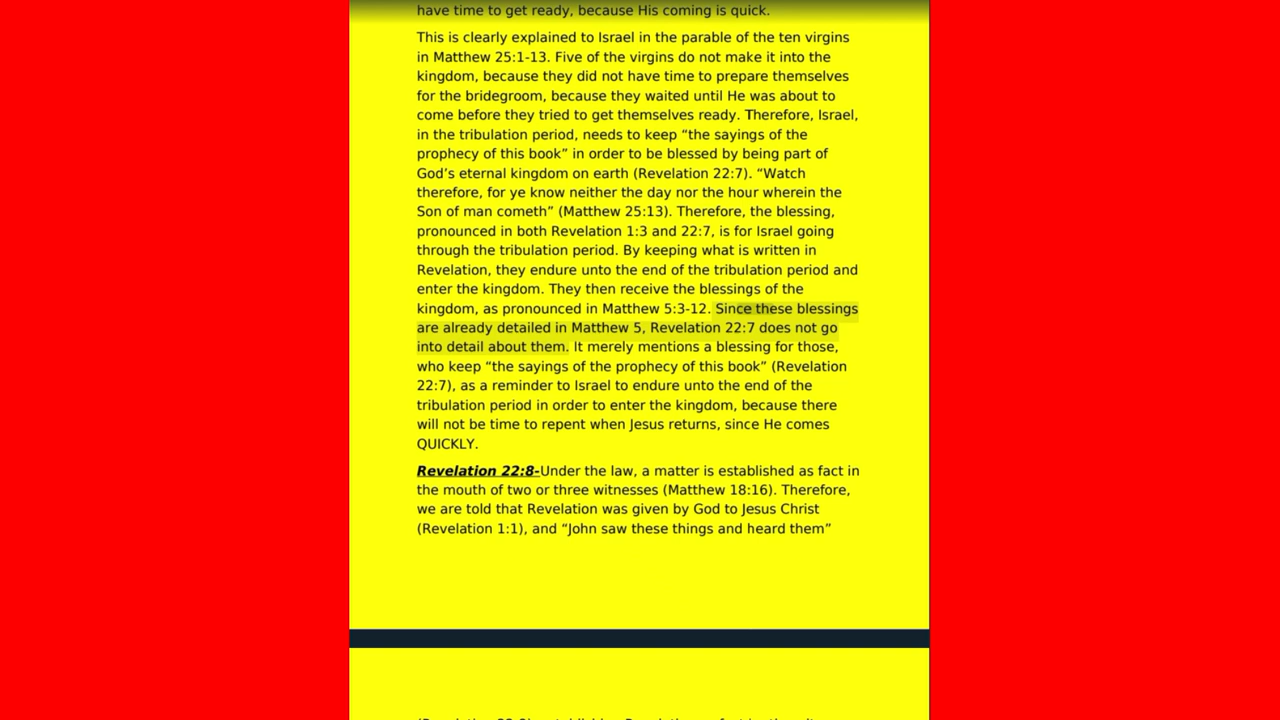 have time to get ready, because His coming is quick.
This is clearly explained to Israel in the parable of the ten virgins
in Matthew 25:1-13. Five of the virgins do not make it into the
kingdom, because they did not have time to prepare themselves
for the bridegroom, because they waited until He was about to
come before they tried to get themselves ready. Therefore, Israel,
in the tribulation period, needs to keep “the sayings of the
prophecy of this book” in order to be blessed by being part of
God’s eternal kingdom on earth (Revelation 22:7). “Watch
therefore, for ye know neither the day nor the hour wherein the
Son of man cometh” (Matthew 25:13). Therefore, the blessing,
pronounced in both Revelation 1:3 and 22:7, is for Israel going
through the tribulation period. By keeping what is written in
Revelation, they endure unto the end of the tribulation period and
enter the kingdom. They then receive the blessings of the
kingdom, as pronounced in Matthew 5:3-12. Since these blessings
are already detailed in Matthew 5, Revelation 22:7 does not go
into detail about them. It merely mentions a blessing for those,
who keep “the sayings of the prophecy of this book” (Revelation
22:7), as a reminder to Israel to endure unto the end of the
tribulation period in order to enter the kingdom, because there
will not be time to repent when Jesus returns, since He comes
QUICKLY.
Revelation 22:8-Under the law, a matter is established as fact in
the mouth of two or three witnesses (Matthew 18:16). Therefore,
we are told that Revelation was given by God to Jesus Christ
(Revelation 1:1), and “John saw these things and heard them”